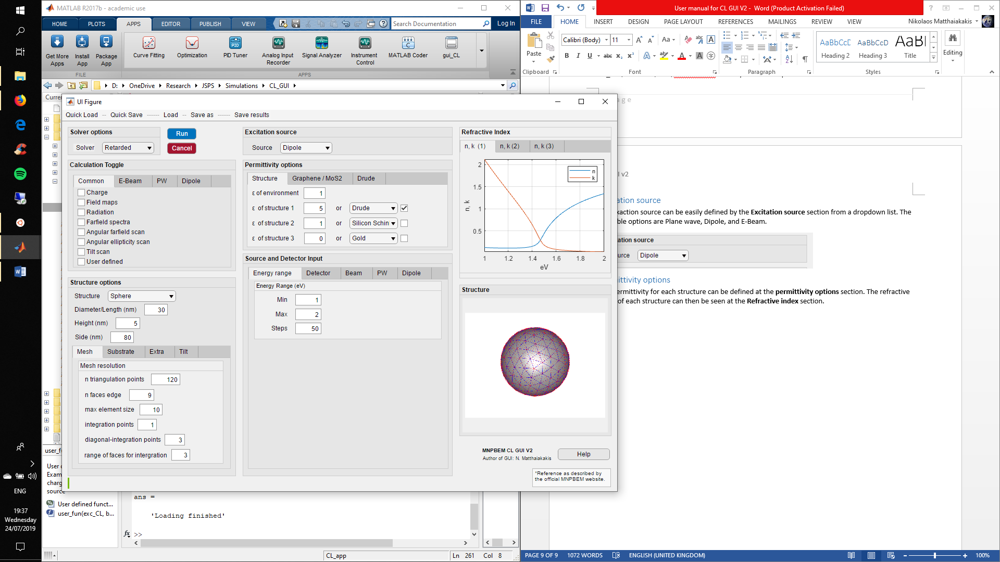 MATLAB R2017b - academic use
HOME
PLOTS
APPS
EDITOR
PUBLISH
VIEW
Search Documentation
Log In
Get More Apps
Install App
Package App
FILE
Curve Fitting
Optimization
PID Tuner
Analog Input Recorder
Signal Analyzer
Instrument Control
MATLAB Coder
gui_CL
APPS
D: OneDrive Research JSPS Simulations CL_GUI
UI Figure
Quick Load -- Quick Save ------ Load -- Save as ------ Save results
Solver options
Solver Retarded
Run
Cancel
Calculation Toggle
Common E-Beam PW Dipole
Charge
Field maps
Radiation
Farfield spectra
Angular farfield scan
Angular ellipticity scan
Tilt scan
User defined
Structure options
Structure Sphere
Diameter/Length (nm) 30
Height (nm) 5
Side (nm) 80
Mesh Substrate Extra Tilt
Mesh resolution
n triangulation points 120
n faces edge 9
max element size 10
integration points 1
diagonal-integration points 3
range of faces for intergration 3
Excitation source
Source Dipole
Permittivity options
Structure Graphene / MoS2 Drude
ε of environment 1
ε of structure 1 5 or Drude
ε of structure 2 1 or Silicon Schin
ε of structure 3 0 or Gold
Source and Detector Input
Energy range Detector Beam PW Dipole
Energy Range (eV)
Min 1
Max 2
Steps 50
Refractive Index
n, k (1) n, k (2) n, k (3)
n
k
2
1.5
1
0.5
n, k
1 1.2 1.4 1.6 1.8 2
eV
Structure
MNPBEM CL GUI V2
Author of GUI: N. Matthaiakakis
Help
*Reference as described by
the official MNPBEM website.
ans =
'Loading finished'
fx >>
User defined funct...
user_fun(exc_CL, b...
source
CL_app
Ln 261 Col 8
ENG
19:37
Wednesday
24/07/2019
User manual for CL GUI V2 - Word (Product Activation Failed)
FILE
HOME
INSERT
DESIGN
PAGE LAYOUT
REFERENCES
MAILINGS
REVIEW
VIEW
Nikolaos Matthaiakakis
Paste
Clipboard
Calibri (Body) 11
Font
Paragraph
AaBbCcD AaBbCcD AaBl
Heading 2
Heading 3
Title
Styles
Editing
a g e
v2
ation source
exaction source can be easily defined by the Excitation source section from a dropdown list. The
ble options are Plane wave, Dipole, and E-Beam.
ation source
urce Dipole
ittivity options
ermittivity for each structure can be defined at the permittivity options section. The refractive
of each structure can then be seen at the Refractive index section.
PAGE 9 OF 9
1072 WORDS
ENGLISH (UNITED KINGDOM)
100%